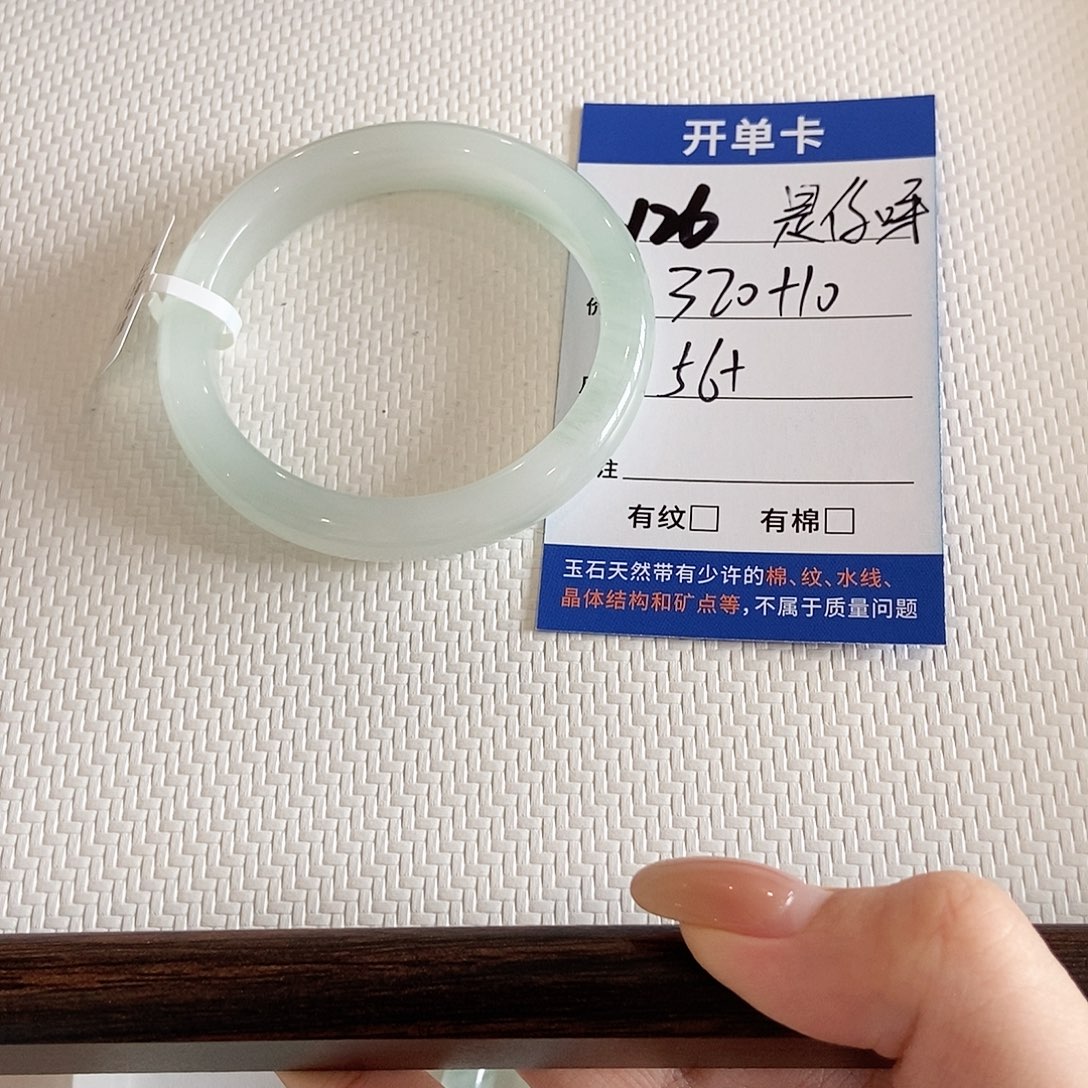 开单卡
126 是你呀
价 320+10
56+
注
有纹□ 有棉□
玉石天然带有少许的棉、纹、水线、
晶体结构和矿点等，不属于质量问题